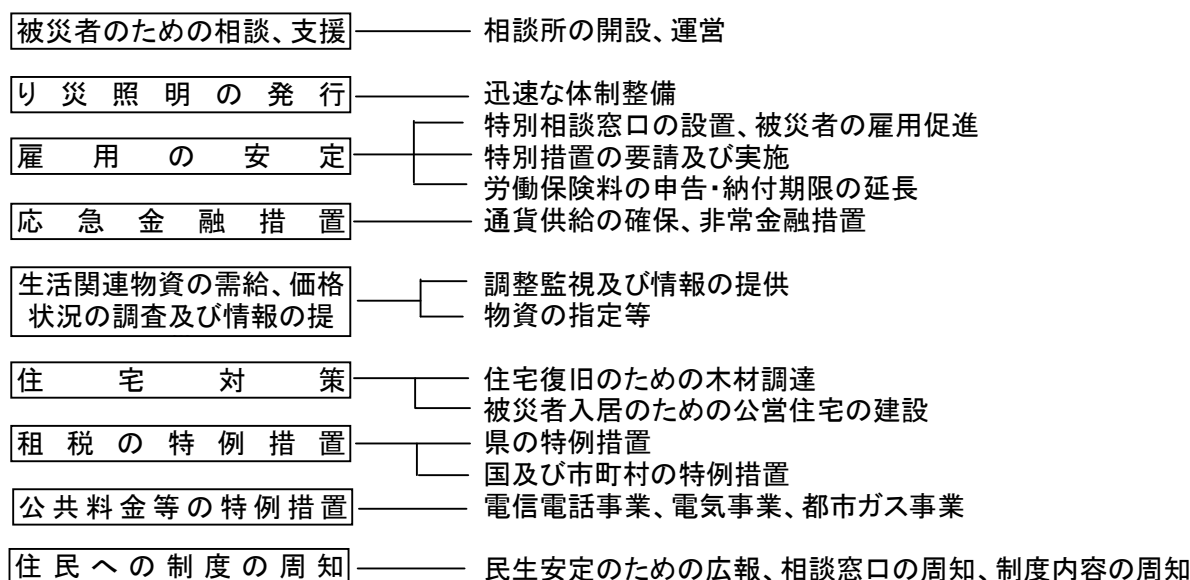 被災者のための相談、支援
相談所の開設、運営
り災照明の発行
迅速な体制整備
特別相談窓口の設置、被災者の雇用促進
雇用の安定
特別措置の要請及び実施
労働保険料の申告・納付期限の延長
応急金融措置
通貨供給の確保、非常金融措置
生活関連物資の需給、価格
状況の調査及び情報の提
調整監視及び情報の提供
物資の指定等
住宅対策
住宅復旧のための木材調達
被災者入居のための公営住宅の建設
租税の特例措置
県の特例措置
国及び市町村の特例措置
公共料金等の特例措置
電信電話事業、電気事業、都市ガス事業
住民への制度の周知
民生安定のための広報、相談窓口の周知、制度内容の周知